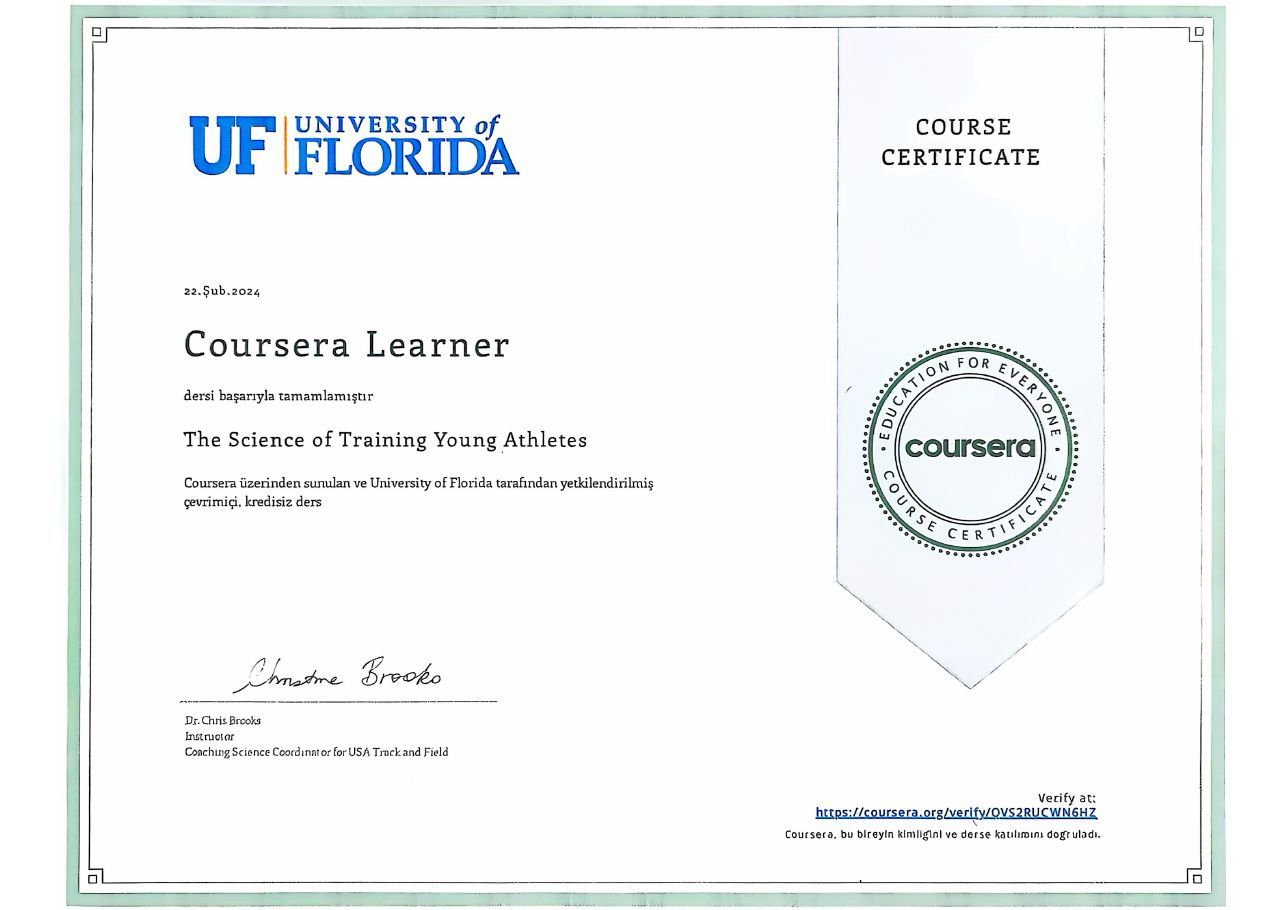 UF UNIVERSITY of
FLORIDA
COURSE
CERTIFICATE
22.Şub.2024
Coursera Learner
dersi başarıyla tamamlamıştır
The Science of Training Young Athletes
Coursera üzerinden sunulan ve University of Florida tarafından yetkilendirilmiş
çevrimiçi, kredisiz ders
EDUCATION FOR EVERYONE
coursera
COURSE CERTIFICATE
Christine Brooks
Dr. Chris Brooks
Instructor
Coaching Science Coordinator for USA Track and Field
Verify at:
https://coursera.org/verify/QVS2RUCWN6HZ
Coursera, bu bireyin kimliğini ve derse katılımını doğruladı.